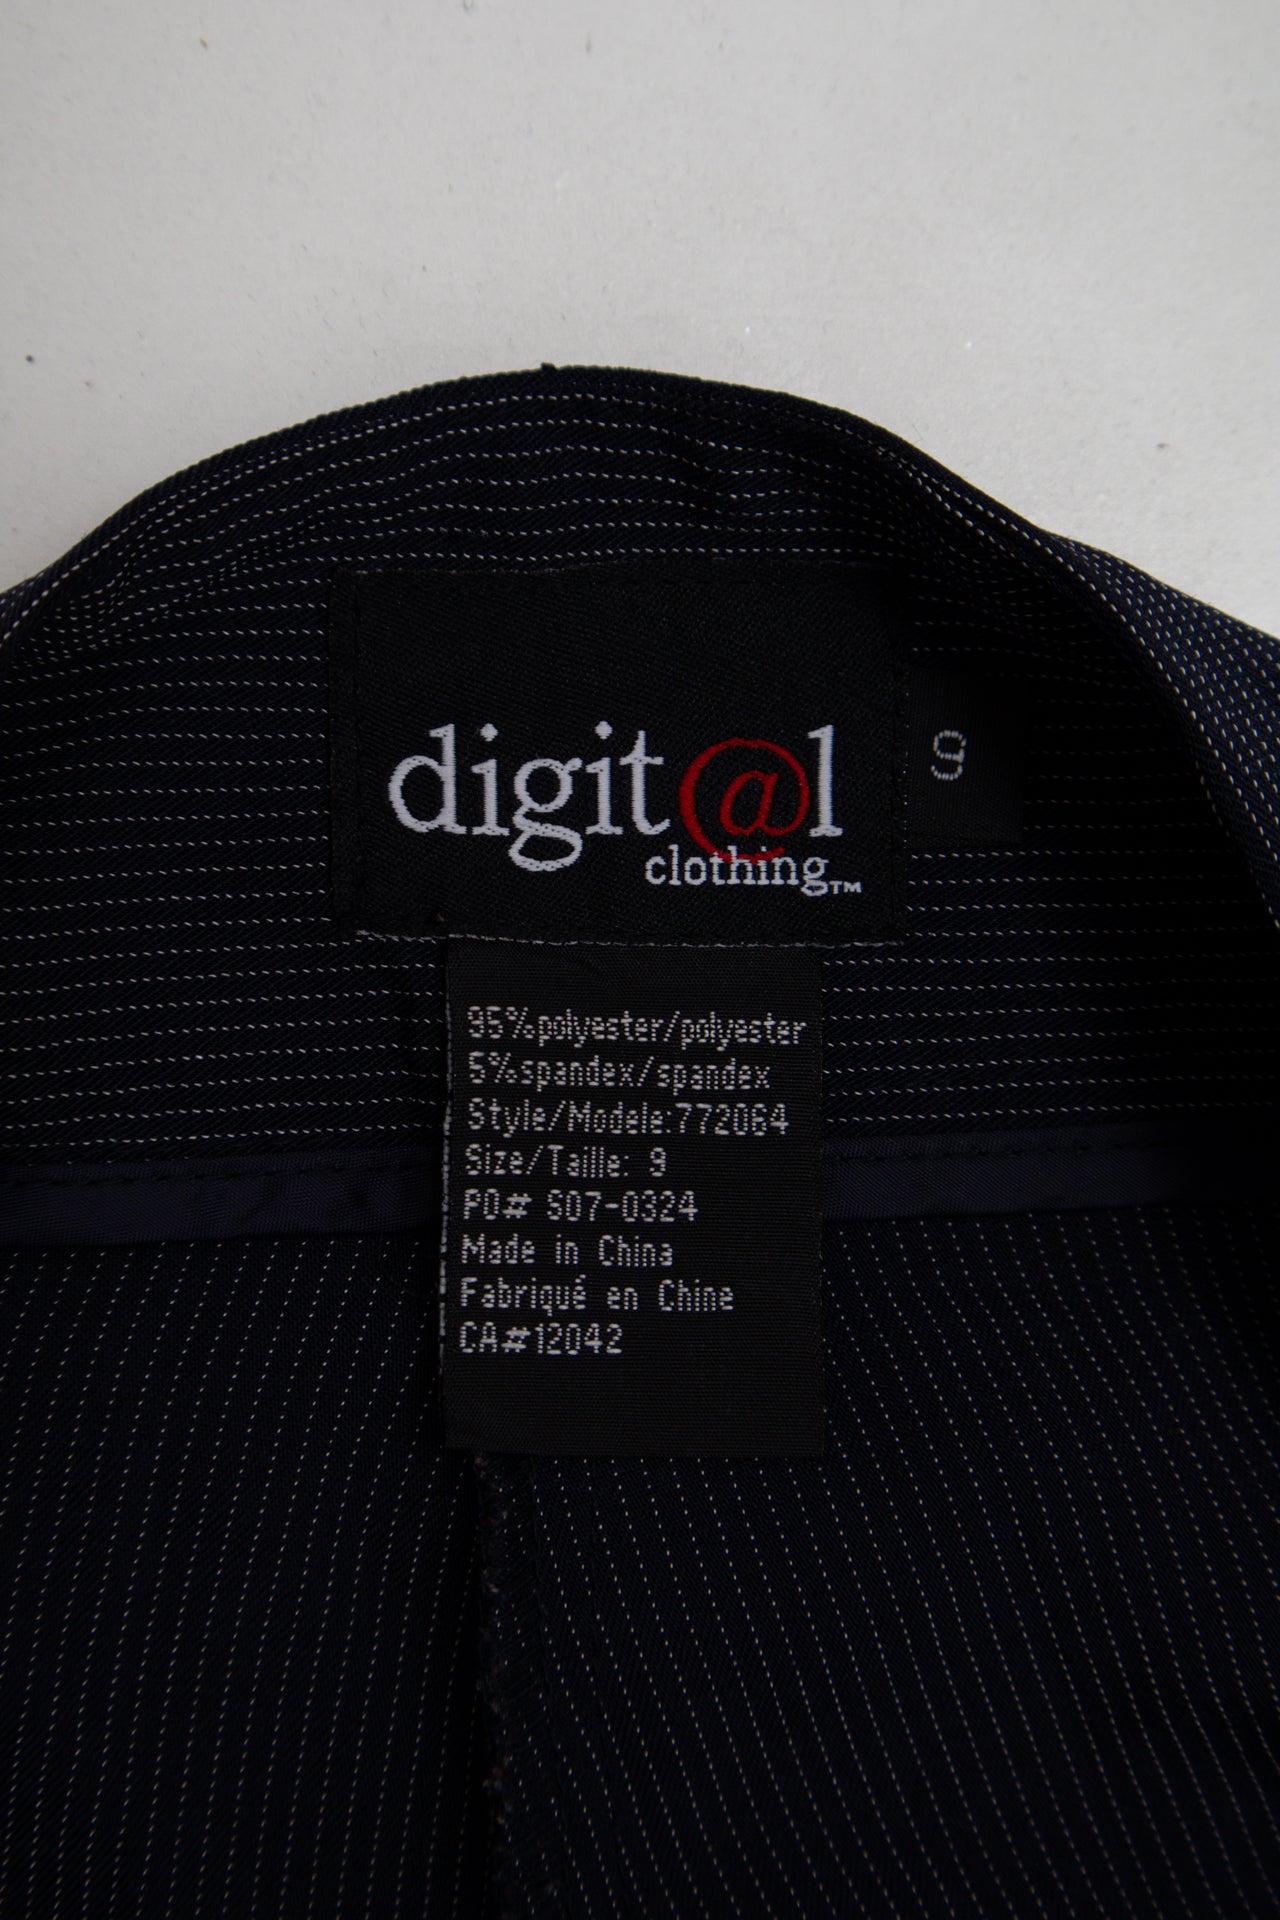 digit@l
clothing™
9
95%polyester/polyester
5%spandex/spandex
Style/Modele:772064
Size/Taille: 9
PO# S07-0324
Made in China
Fabriqué en Chine
CA#12042